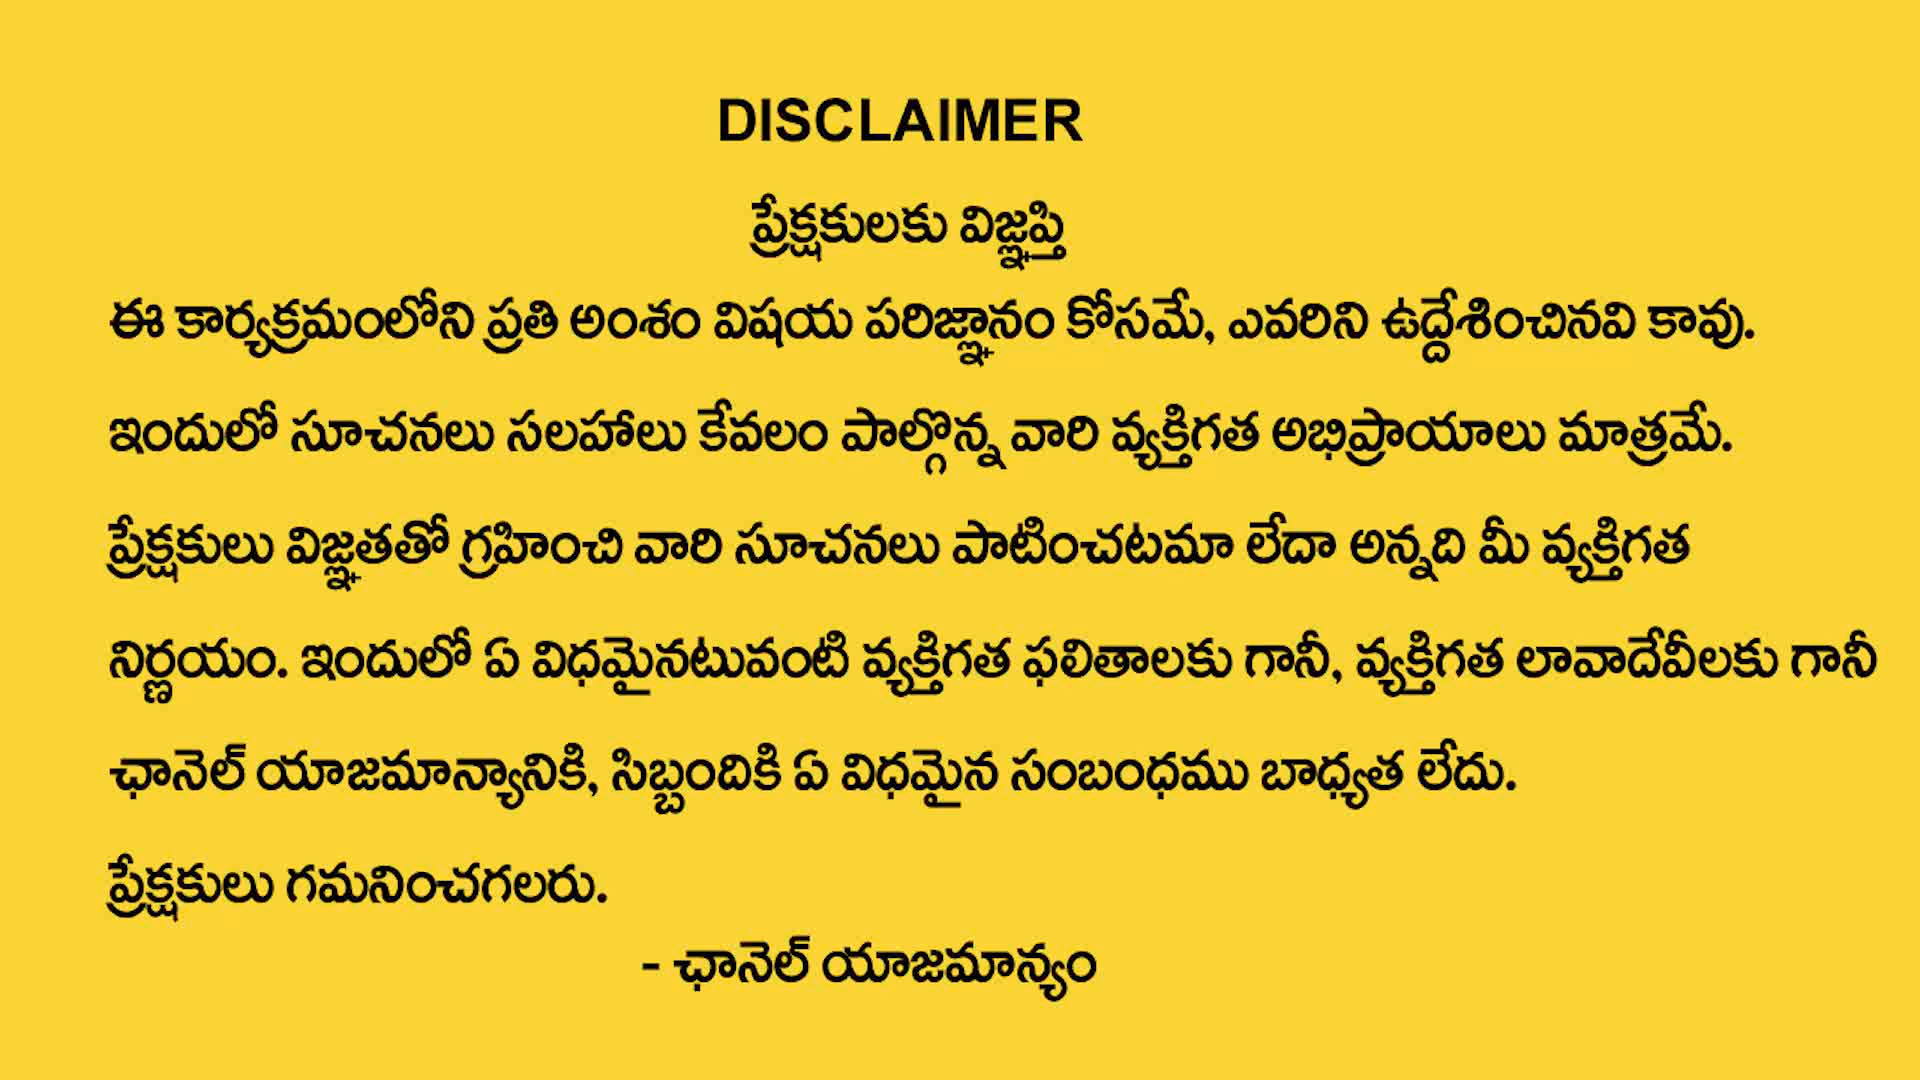 DISCLAIMER
ప్రేక్షకులకు విజ్ఞప్తి
ఈ కార్యక్రమంలోని ప్రతి అంశం విషయ పరిజ్ఞానం కోసమే, ఎవరిని ఉద్దేశించినవి కావు.
ఇందులో సూచనలు సలహాలు కేవలం పాల్గొన్న వారి వ్యక్తిగత అభిప్రాయాలు మాత్రమే.
ప్రేక్షకులు విజ్ఞతతో గ్రహించి వారి సూచనలు పాటించటమా లేదా అన్నది మీ వ్యక్తిగత
నిర్ణయం. ఇందులో ఏ విధమైనటువంటి వ్యక్తిగత ఫలితాలకు గానీ, వ్యక్తిగత లావాదేవీలకు గానీ
ఛానెల్ యాజమాన్యానికి, సిబ్బందికి ఏ విధమైన సంబంధము బాధ్యత లేదు.
ప్రేక్షకులు గమనించగలరు.
- ఛానెల్ యాజమాన్యం